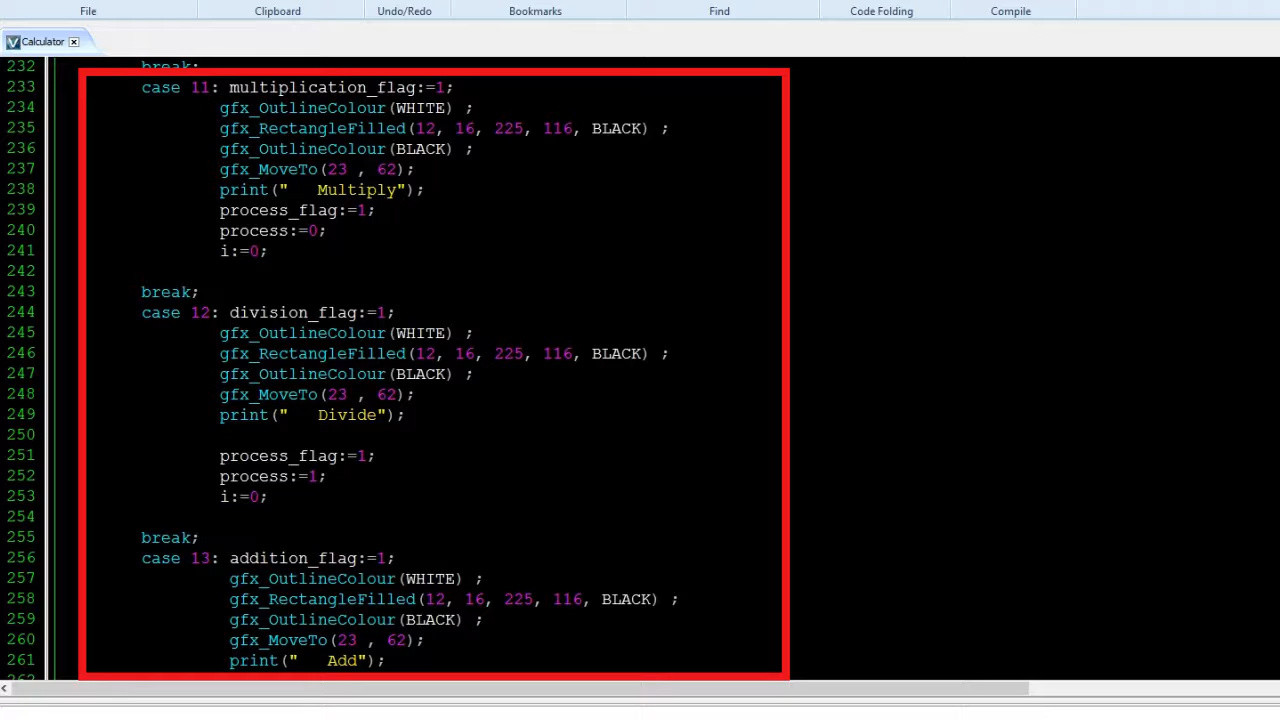 File Clipboard Undo/Redo Bookmarks Find Code Folding Compile
Calculator
232 break;
233 case 11: multiplication_flag:=1;
234 gfx_OutlineColour(WHITE) ;
235 gfx_RectangleFilled(12, 16, 225, 116, BLACK) ;
236 gfx_OutlineColour(BLACK) ;
237 gfx_MoveTo(23 , 62);
238 print("   Multiply");
239 process_flag:=1;
240 process:=0;
241 i:=0;
242
243 break;
244 case 12: division_flag:=1;
245 gfx_OutlineColour(WHITE) ;
246 gfx_RectangleFilled(12, 16, 225, 116, BLACK) ;
247 gfx_OutlineColour(BLACK) ;
248 gfx_MoveTo(23 , 62);
249 print("   Divide");
250
251 process_flag:=1;
252 process:=1;
253 i:=0;
254
255 break;
256 case 13: addition_flag:=1;
257 gfx_OutlineColour(WHITE) ;
258 gfx_RectangleFilled(12, 16, 225, 116, BLACK) ;
259 gfx_OutlineColour(BLACK) ;
260 gfx_MoveTo(23 , 62);
261 print("   Add");
262